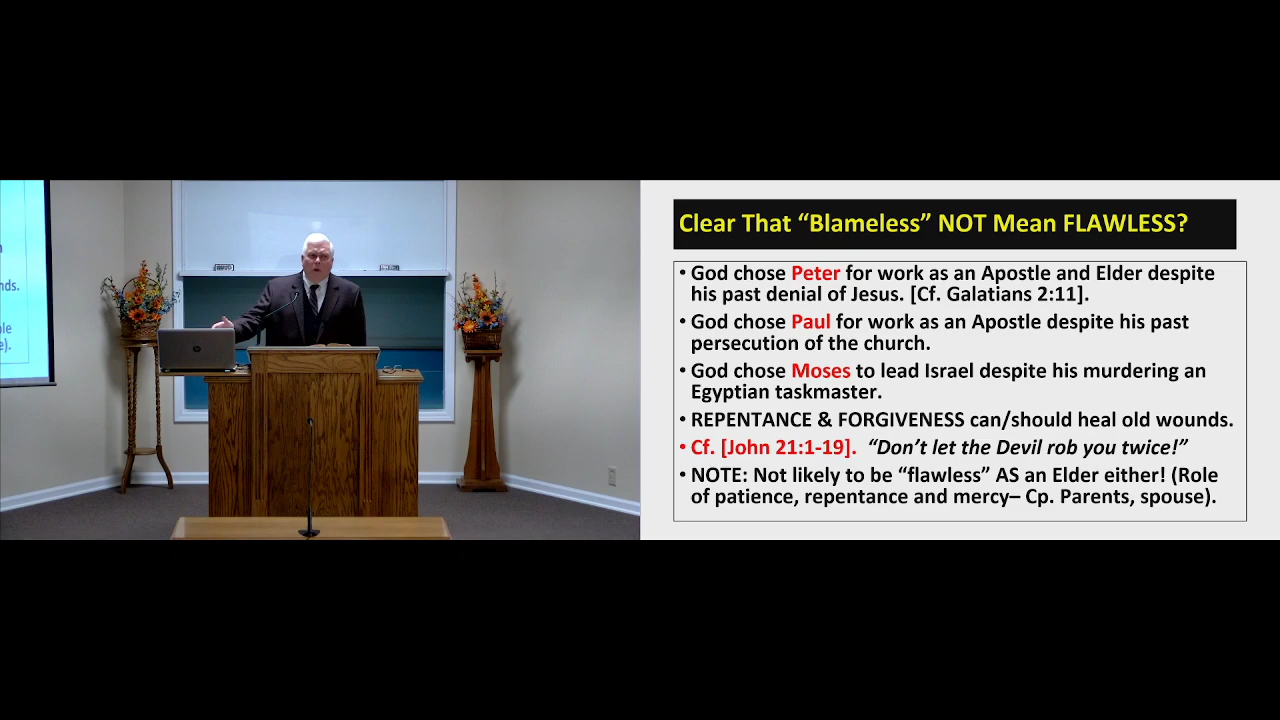 nds.
ple
e).
hp
Clear That “Blameless” NOT Mean FLAWLESS?
• God chose Peter for work as an Apostle and Elder despite
his past denial of Jesus. [Cf. Galatians 2:11].
• God chose Paul for work as an Apostle despite his past
persecution of the church.
• God chose Moses to lead Israel despite his murdering an
Egyptian taskmaster.
• REPENTANCE & FORGIVENESS can/should heal old wounds.
• Cf. [John 21:1-19]. “Don’t let the Devil rob you twice!”
• NOTE: Not likely to be “flawless” AS an Elder either! (Role
of patience, repentance and mercy– Cp. Parents, spouse).